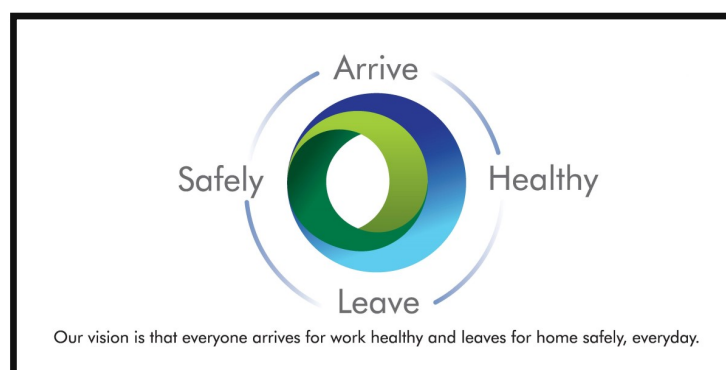 Arrive
Safely
Healthy
Leave
Our vision is that everyone arrives for work healthy and leaves for home safely, everyday.